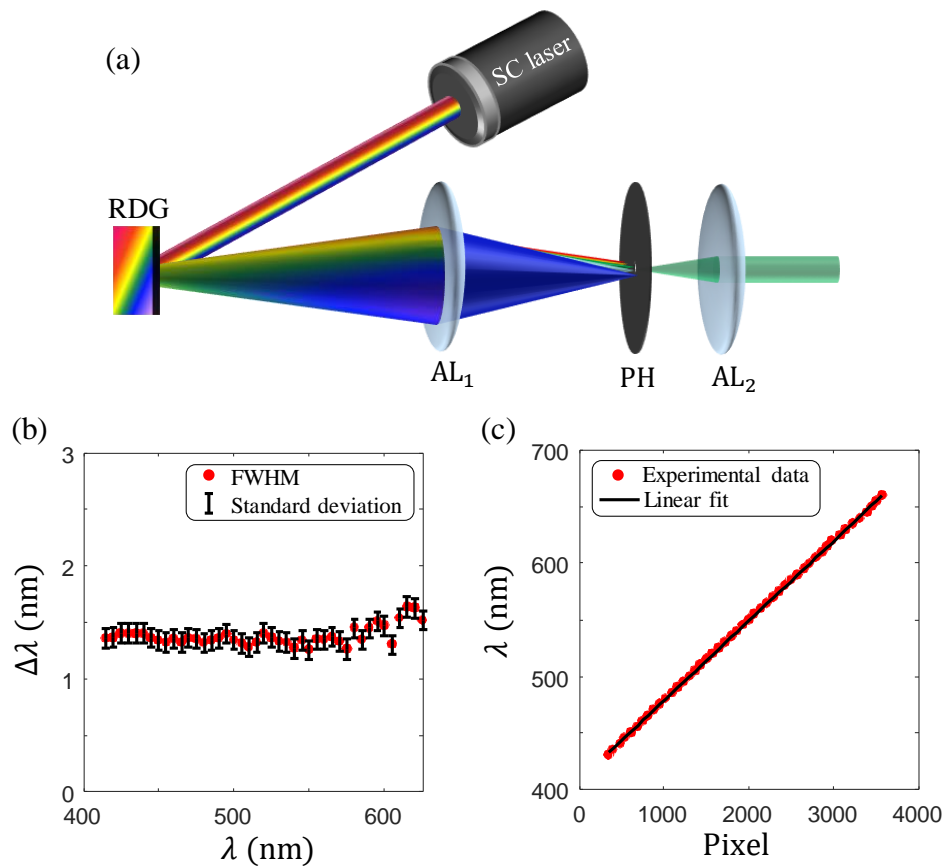 (a)
SC laser
RDG
AL₁
PH
AL₂
(b)
3
2
1
0
400
500
600
Δλ (nm)
λ (nm)
FWHM
Standard deviation
(c)
700
600
500
400
0
1000
2000
3000
4000
λ (nm)
Pixel
Experimental data
Linear fit